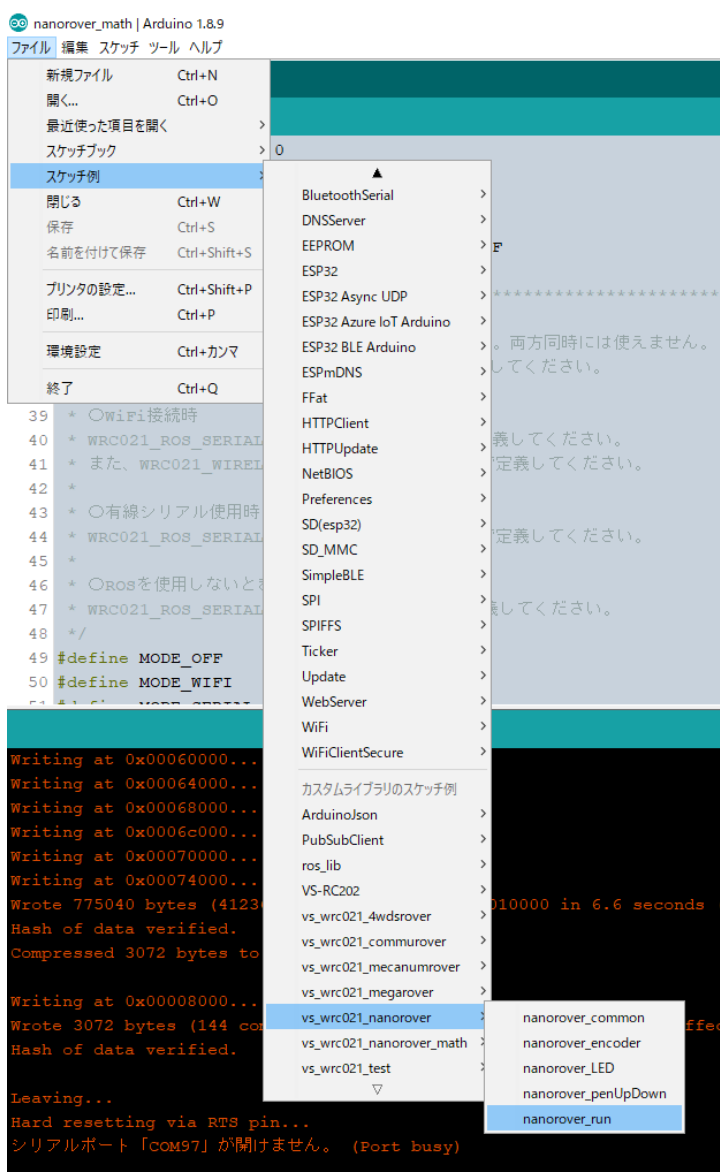 nanorover_math | Arduino 1.8.9
ファイル 編集 スケッチ ツール ヘルプ
新規ファイル Ctrl+N
開く... Ctrl+O
最近使った項目を開く
スケッチブック
スケッチ例
閉じる Ctrl+W
保存 Ctrl+S
名前を付けて保存 Ctrl+Shift+S
プリンタの設定... Ctrl+Shift+P
印刷... Ctrl+P
環境設定 Ctrl+カンマ
終了 Ctrl+Q
0
▲
BluetoothSerial
DNSServer
EEPROM
ESP32
ESP32 Async UDP
ESP32 Azure IoT Arduino
ESP32 BLE Arduino
ESPmDNS
FFat
HTTPClient
HTTPUpdate
NetBIOS
Preferences
SD(esp32)
SD_MMC
SimpleBLE
SPI
SPIFFS
Ticker
Update
WebServer
WiFi
WiFiClientSecure
カスタムライブラリのスケッチ例
ArduinoJson
PubSubClient
ros_lib
VS-RC202
vs_wrc021_4wdsrover
vs_wrc021_commurover
vs_wrc021_mecanumrover
vs_wrc021_megarover
vs_wrc021_nanorover
vs_wrc021_nanorover_math
vs_wrc021_test
▽
nanorover_common
nanorover_encoder
nanorover_LED
nanorover_penUpDown
nanorover_run
F
**********************
。両方同時には使えません。
してください。
39 * ○WiFi接続時
40 * WRC021_ROS_SERIAL 義してください。
41 * また、WRC021_WIREL 定義してください。
42 *
43 * ○有線シリアル使用時
44 * WRC021_ROS_SERIAL 定義してください。
45 *
46 * ○ROSを使用しないとき
47 * WRC021_ROS_SERIAL 義してください。
48 */
49 #define MODE_OFF
50 #define MODE_WIFI
Writing at 0x00060000...
Writing at 0x00064000...
Writing at 0x00068000...
Writing at 0x0006c000...
Writing at 0x00070000...
Writing at 0x00074000...
Wrote 775040 bytes (4123 010000 in 6.6 seconds
Hash of data verified.
Compressed 3072 bytes to
Writing at 0x00008000...
Wrote 3072 bytes (144 co ffec
Hash of data verified.
Leaving...
Hard resetting via RTS pin...
シリアルポート「COM97」が開けません。 (Port busy)